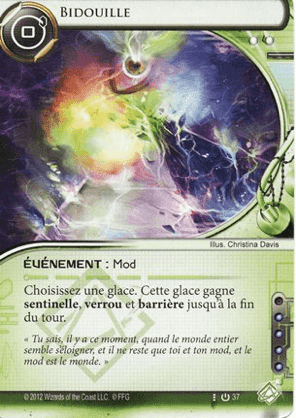 BIDOUILLE
Illus. Christina Davis
ÉVÉNEMENT : Mod
Choisissez une glace. Cette glace gagne
sentinelle, verrou et barrière jusqu'à la fin
du tour.
« Tu sais, il y a ce moment, quand le monde entier
semble s'éloigner, et il ne reste que toi et ton mod, et le
mod est le monde. »
© 2012 Wizards of the Coast LLC. © FFG
37